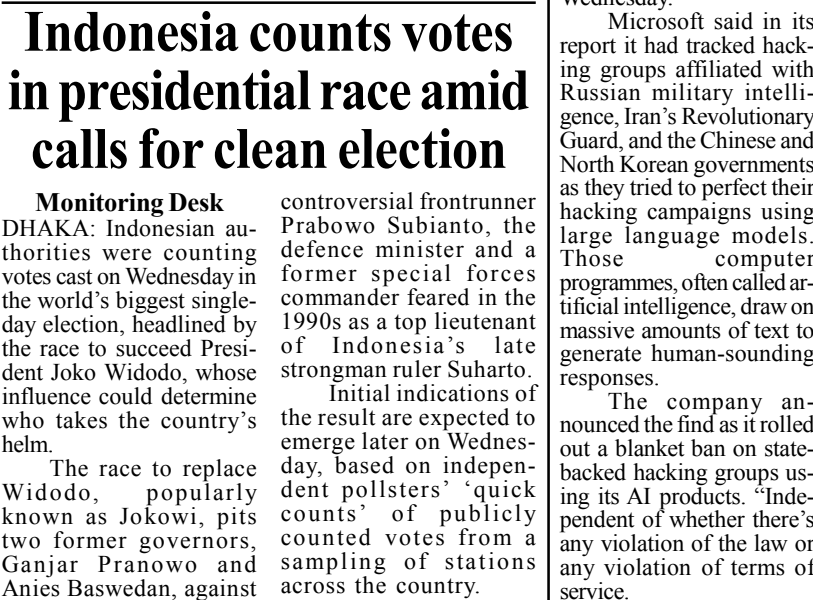 Indonesia counts votes
in presidential race amid
calls for clean election
Monitoring Desk
DHAKA: Indonesian au-
thorities were counting
votes cast on Wednesday in
the world's biggest single-
day election, headlined by
the race to succeed Presi-
dent Joko Widodo, whose
influence could determine
who takes the country's
helm.
The race to replace
Widodo, popularly
known as Jokowi, pits
two former governors,
Ganjar Pranowo and
Anies Baswedan, against
controversial frontrunner
Prabowo Subianto, the
defence minister and a
former special forces
commander feared in the
1990s as a top lieutenant
of Indonesia's late
strongman ruler Suharto.
Initial indications of
the result are expected to
emerge later on Wednes-
day, based on indepen-
dent pollsters' ‘quick
counts’ of publicly
counted votes from a
sampling of stations
across the country.
Wednesday.
Microsoft said in its
report it had tracked hack-
ing groups affiliated with
Russian military intelli-
gence, Iran's Revolutionary
Guard, and the Chinese and
North Korean governments
as they tried to perfect their
hacking campaigns using
large language models.
Those computer
programmes, often called ar-
tificial intelligence, draw on
massive amounts of text to
generate human-sounding
responses.
The company an-
nounced the find as it rolled
out a blanket ban on state-
backed hacking groups us-
ing its AI products. “Inde-
pendent of whether there's
any violation of the law or
any violation of terms of
service.